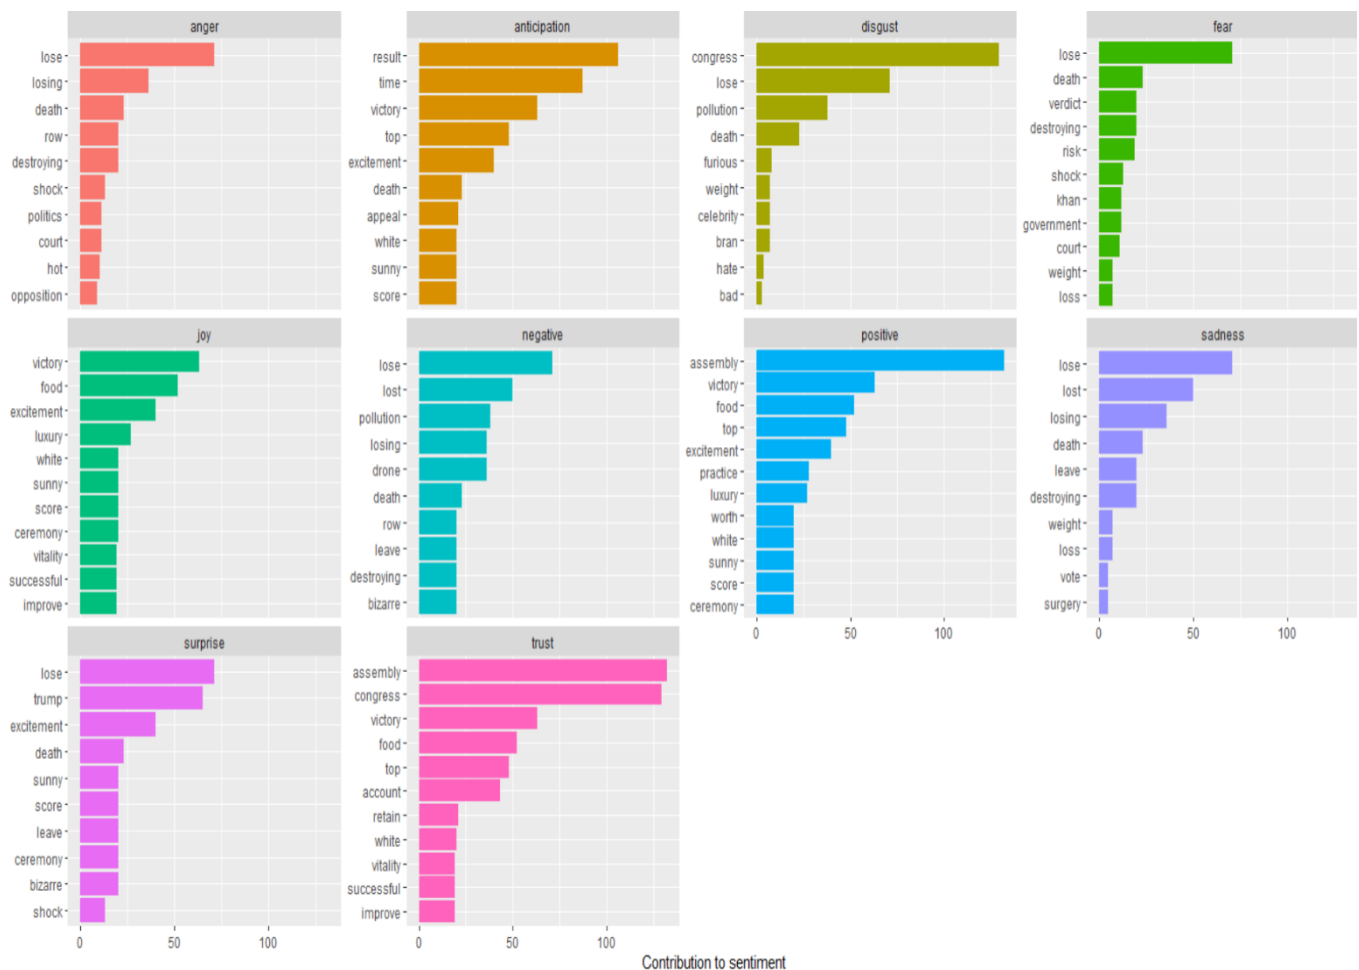 anger
lose
losing
death
row
destroying
shock
politics
court
hot
opposition
anticipation
result
time
victory
top
excitement
death
appeal
white
sunny
score
disgust
congress
lose
pollution
death
furious
weight
celebrity
bran
hate
bad
fear
lose
death
verdict
destroying
risk
shock
khan
government
court
weight
loss
joy
victory
food
excitement
luxury
white
sunny
score
ceremony
vitality
successful
improve
negative
lose
lost
pollution
losing
drone
death
row
leave
destroying
bizarre
positive
assembly
victory
food
top
excitement
practice
luxury
worth
white
sunny
score
ceremony
0 50 100
sadness
lose
lost
losing
death
leave
destroying
weight
loss
vote
surgery
0 50 100
surprise
lose
trump
excitement
death
sunny
score
leave
ceremony
bizarre
shock
0 50 100
trust
assembly
congress
victory
food
top
account
retain
white
vitality
successful
improve
0 50 100
Contribution to sentiment